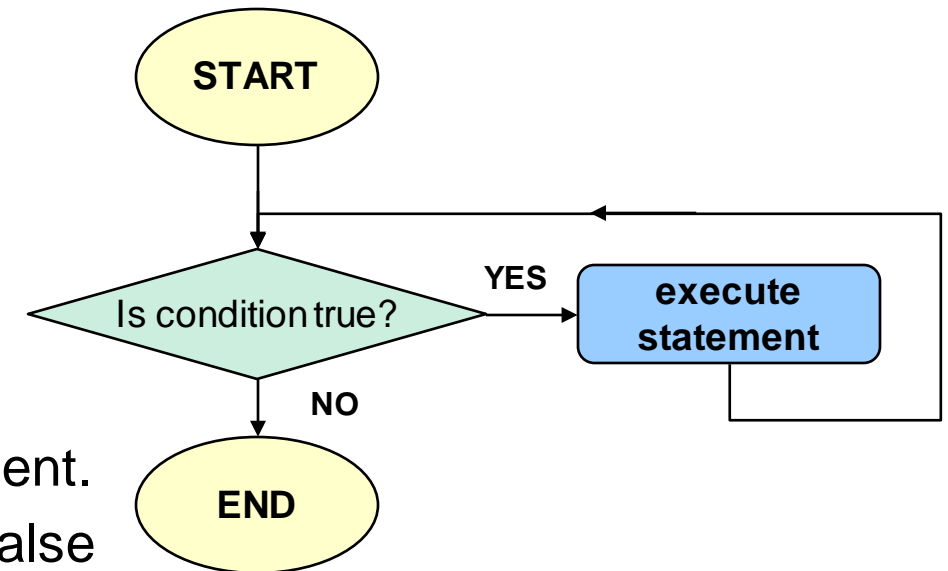 START
YES
Is condition true?
execute
statement
NO
ent.
END
alse